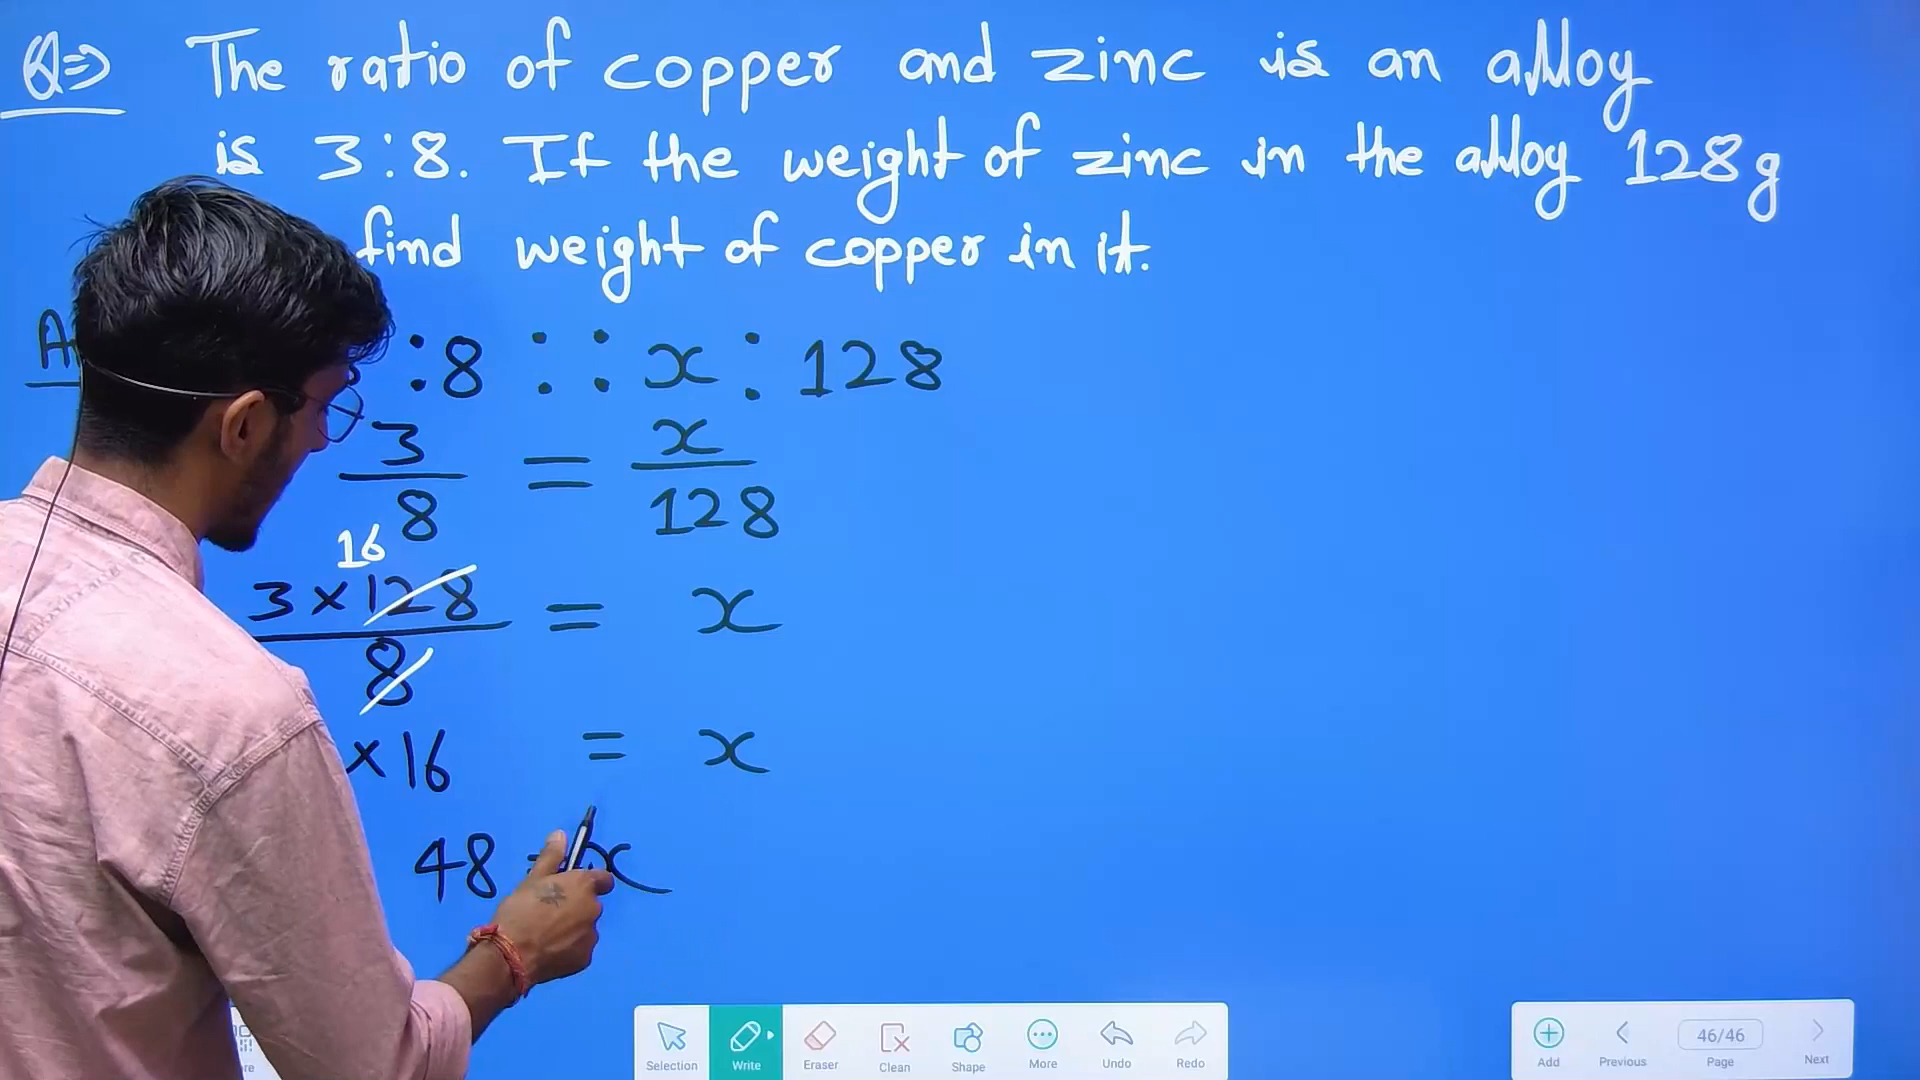 Q⇒ The ratio of copper and zinc is an alloy
is 3:8. If the weight of zinc in the alloy 128g
find weight of copper in it.
:8 :: x : 128
3/8 = x/128
16
3×128/8 = x
×16 = x
48 = x
Selection Write Eraser Clean Shape More Undo Redo
Add Previous 46/46 Page Next